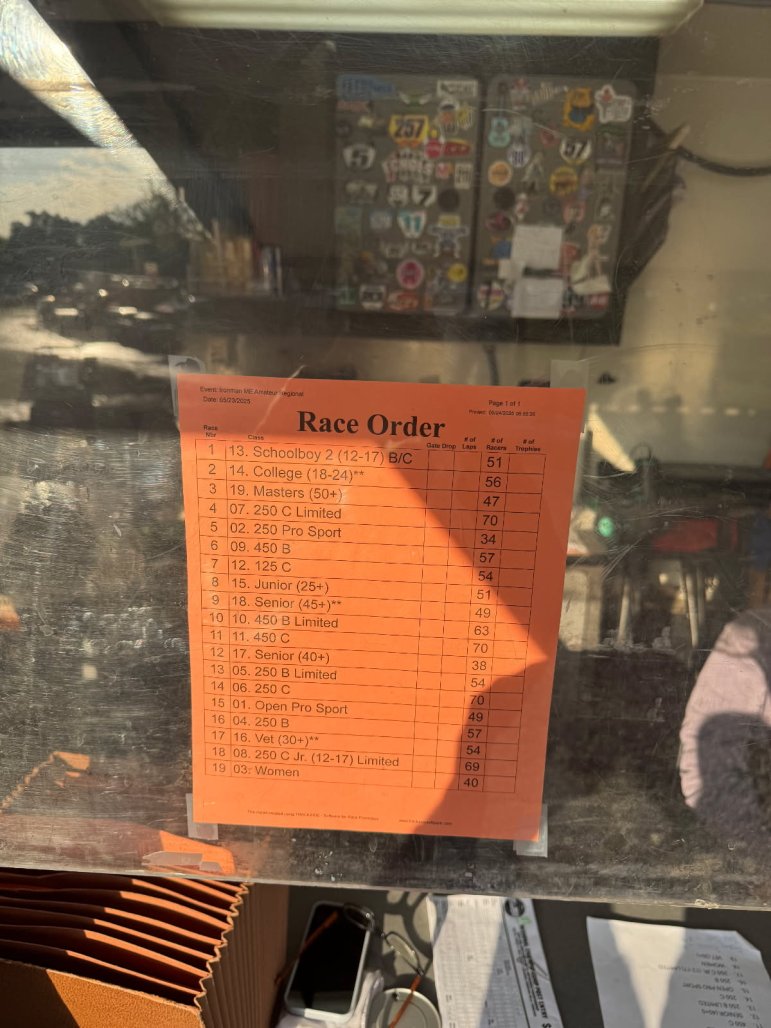 Event: Ironman ME Amateur Regional
Date: 05/23/2025
Page 1 of 1
Race Order
Race Nbr Class Gate Drop # of Laps # of Racers # of Trophies
1 13. Schoolboy 2 (12-17) B/C 51
2 14. College (18-24)** 56
3 19. Masters (50+) 47
4 07. 250 C Limited 70
5 02. 250 Pro Sport 34
6 09. 450 B 57
7 12. 125 C 54
8 15. Junior (25+) 51
9 18. Senior (45+)** 49
10 10. 450 B Limited 63
11 11. 450 C 70
12 17. Senior (40+) 38
13 05. 250 B Limited 54
14 06. 250 C 70
15 01. Open Pro Sport 49
16 04. 250 B 57
17 16. Vet (30+)** 54
18 08. 250 C Jr. (12-17) Limited 69
19 03. Women 40
257
57
7